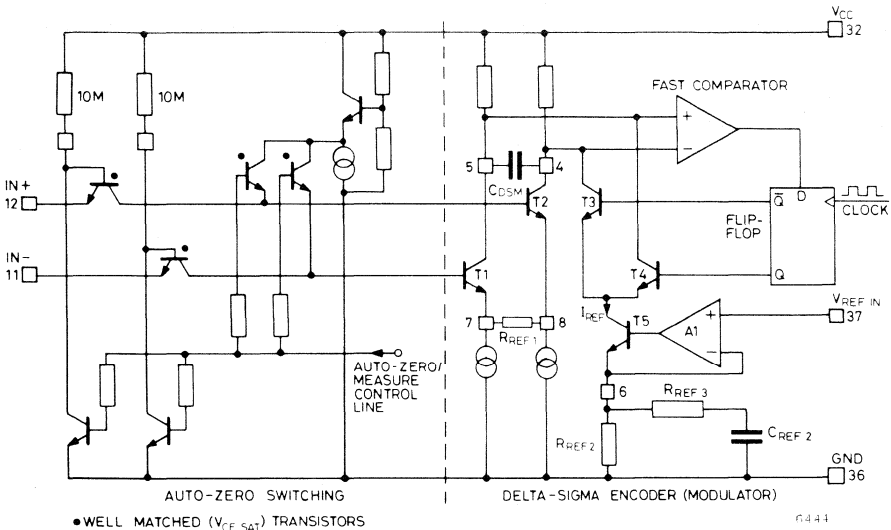 VCC
32
10M
10M
FAST COMPARATOR
+
−
5
4
CDSM
IN+
12
T2
T3
Q̅
D
CLOCK
FLIP-
FLOP
IN-
11
T1
T4
Q
VREF IN
37
IREF
T5
A1
+
−
7
RREF 1
8
AUTO-ZERO/
MEASURE
CONTROL
LINE
6
RREF 3
RREF2
CREF 2
GND
36
AUTO-ZERO SWITCHING
DELTA-SIGMA ENCODER (MODULATOR)
•WELL MATCHED (VCE SAT) TRANSISTORS
6444